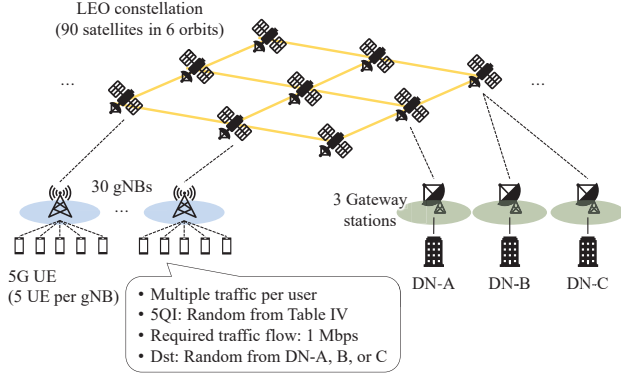 LEO constellation
(90 satellites in 6 orbits)
...
...
30 gNBs
...
3 Gateway
stations
5G UE
(5 UE per gNB)
DN-A
DN-B
DN-C
• Multiple traffic per user
• 5QI: Random from Table IV
• Required traffic flow: 1 Mbps
• Dst: Random from DN-A, B, or C